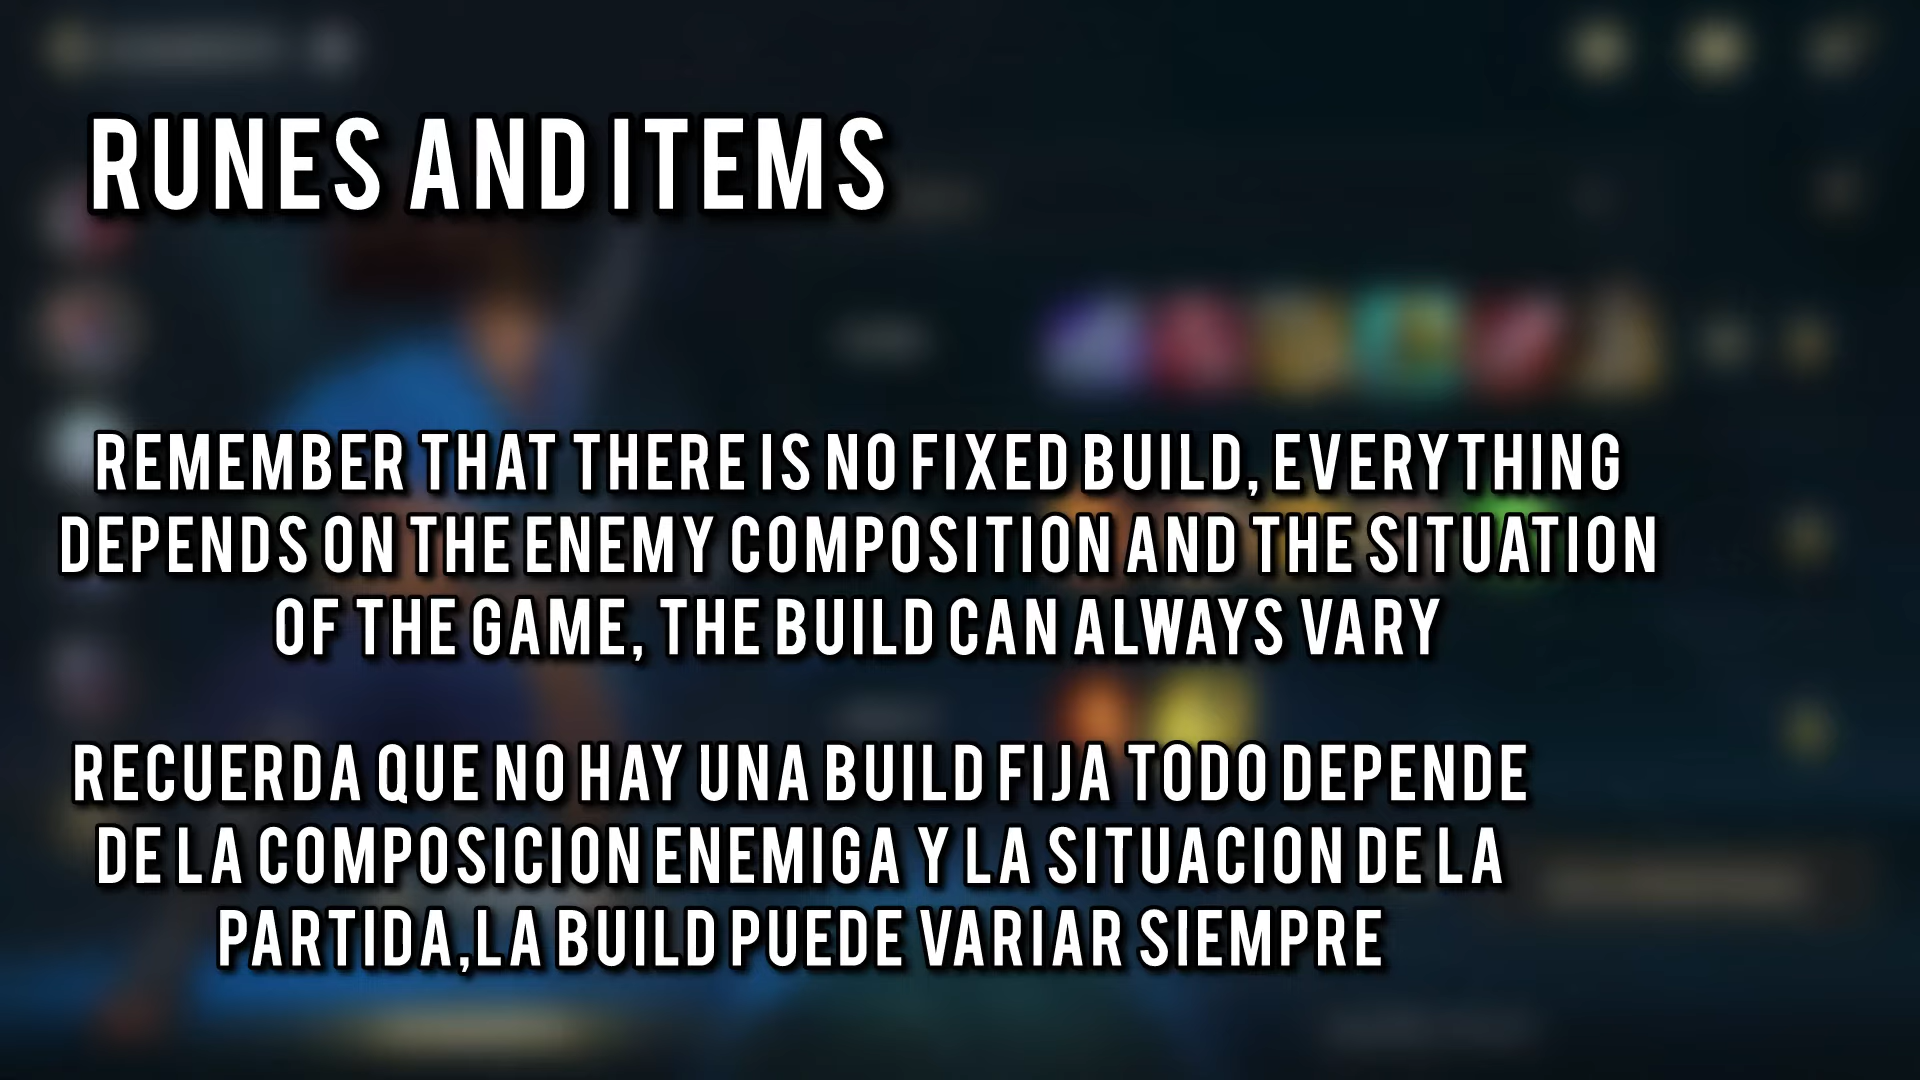 RUNES AND ITEMS
REMEMBER THAT THERE IS NO FIXED BUILD, EVERYTHING
DEPENDS ON THE ENEMY COMPOSITION AND THE SITUATION
OF THE GAME, THE BUILD CAN ALWAYS VARY
RECUERDA QUE NO HAY UNA BUILD FIJA TODO DEPENDE
DE LA COMPOSICION ENEMIGA Y LA SITUACION DE LA
PARTIDA,LA BUILD PUEDE VARIAR SIEMPRE